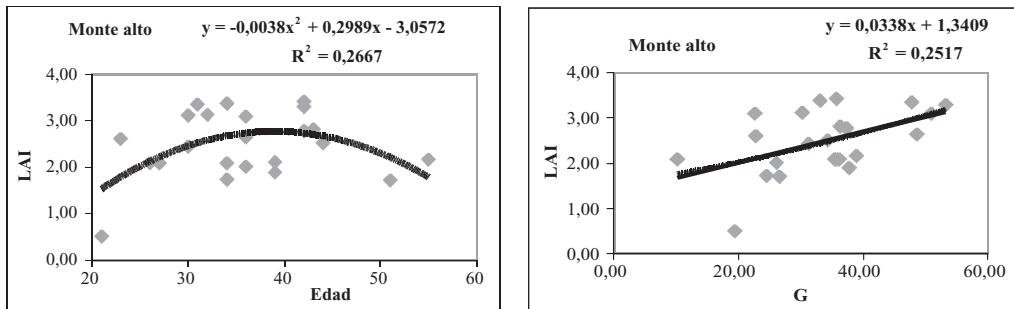 Monte alto y = -0,0038x² + 0,2989x - 3,0572
R² = 0,2667
4,00
3,00
2,00
1,00
0,00
LAI
20 30 40 50 60
Edad
y = 0,0338x + 1,3409
Monte alto R² = 0,2517
4,00
3,00
2,00
1,00
0,00
LAI
0,00 20,00 40,00 60,00
G